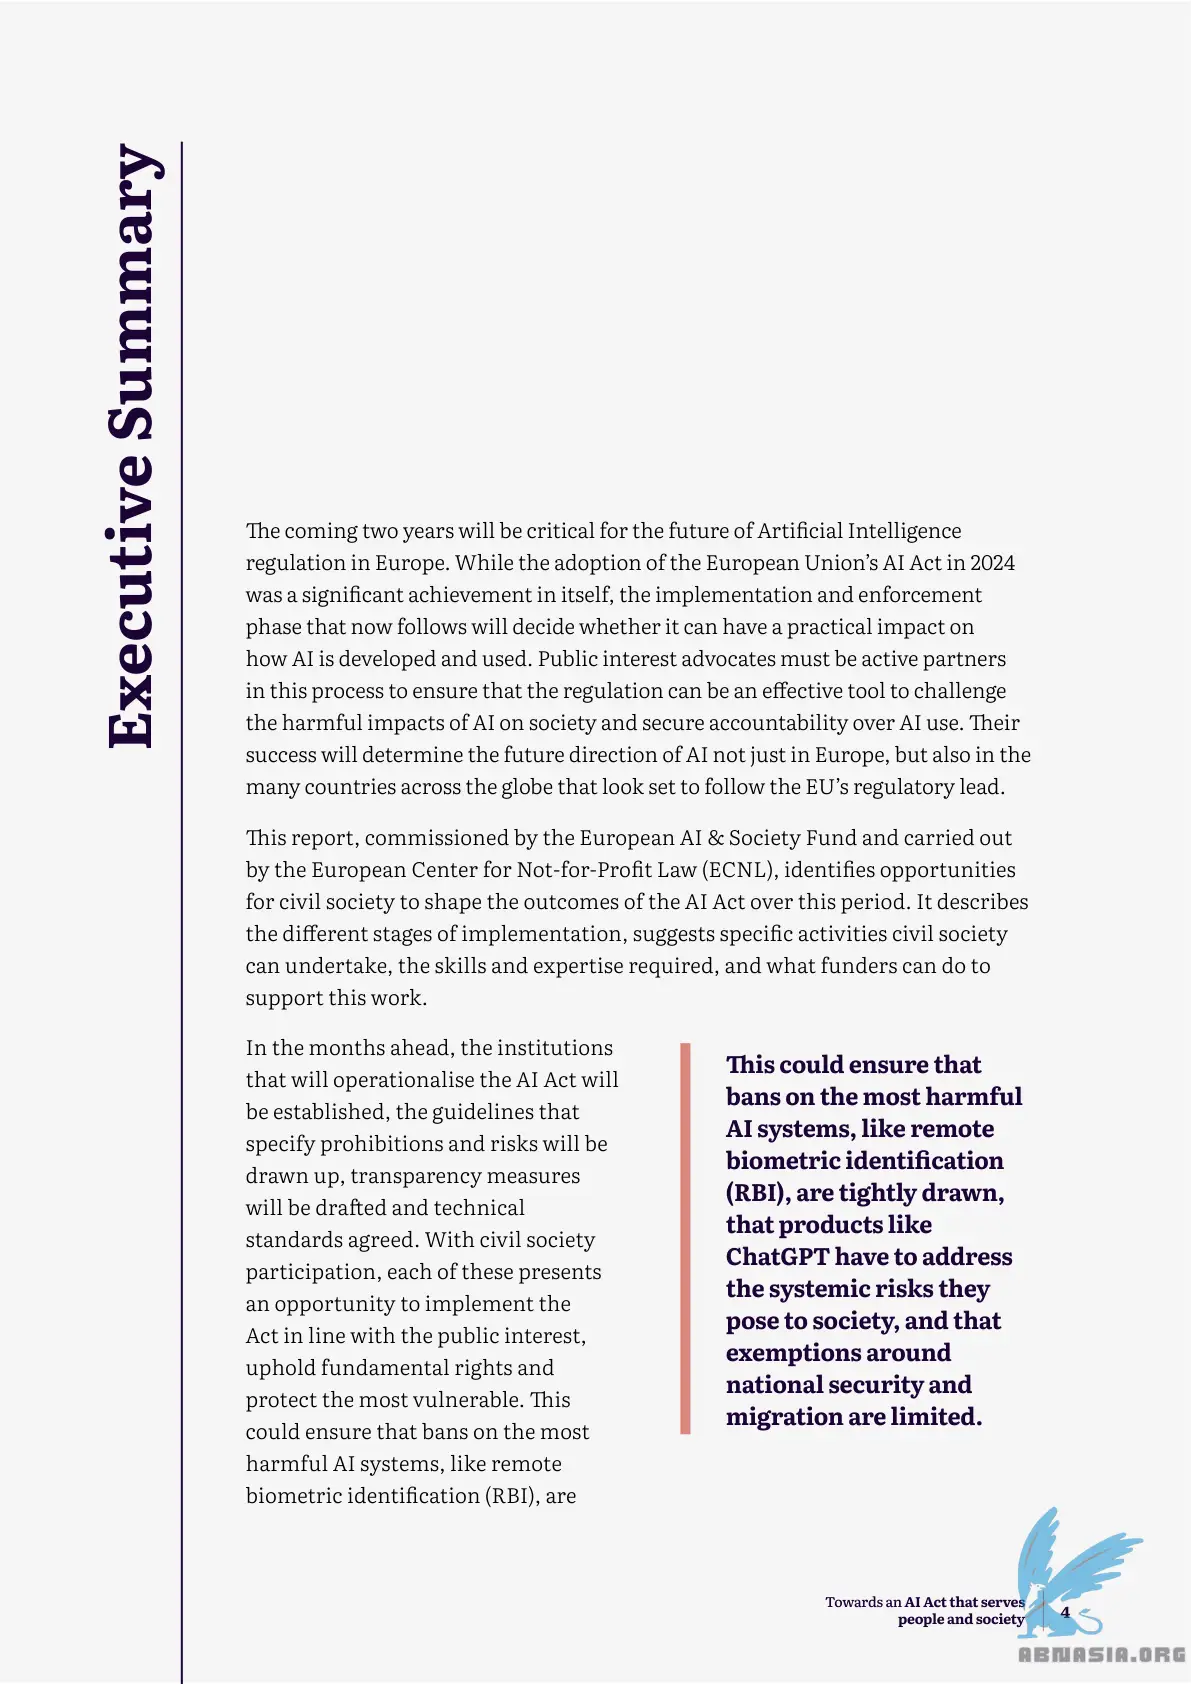 Executive Summary
The coming two years will be critical for the future of Artificial Intelligence
regulation in Europe. While the adoption of the European Union’s AI Act in 2024
was a significant achievement in itself, the implementation and enforcement
phase that now follows will decide whether it can have a practical impact on
how AI is developed and used. Public interest advocates must be active partners
in this process to ensure that the regulation can be an effective tool to challenge
the harmful impacts of AI on society and secure accountability over AI use. Their
success will determine the future direction of AI not just in Europe, but also in the
many countries across the globe that look set to follow the EU’s regulatory lead.
This report, commissioned by the European AI & Society Fund and carried out
by the European Center for Not-for-Profit Law (ECNL), identifies opportunities
for civil society to shape the outcomes of the AI Act over this period. It describes
the different stages of implementation, suggests specific activities civil society
can undertake, the skills and expertise required, and what funders can do to
support this work.
In the months ahead, the institutions
that will operationalise the AI Act will
be established, the guidelines that
specify prohibitions and risks will be
drawn up, transparency measures
will be drafted and technical
standards agreed. With civil society
participation, each of these presents
an opportunity to implement the
Act in line with the public interest,
uphold fundamental rights and
protect the most vulnerable. This
could ensure that bans on the most
harmful AI systems, like remote
biometric identification (RBI), are
This could ensure that
bans on the most harmful
AI systems, like remote
biometric identification
(RBI), are tightly drawn,
that products like
ChatGPT have to address
the systemic risks they
pose to society, and that
exemptions around
national security and
migration are limited.
Towards an AI Act that serves
people and society
4
ABNASIA.ORG